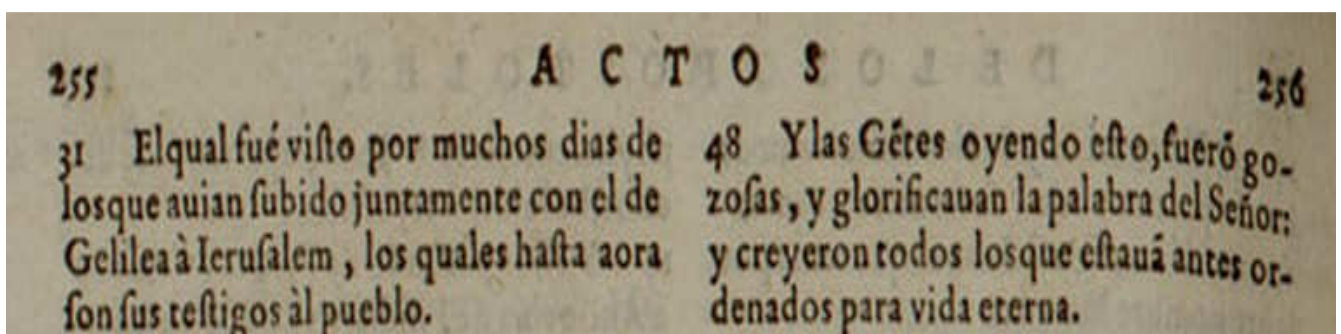 255 ACTOS 256
31 Elqual fué visto por muchos dias de
losque auian subido juntamente con el de
Gelilea à Ierusalem, los quales hasta aora
son sus testigos àl pueblo.
48 Y las Gẽtes oyendo esto, fuerõ go-
zosas, y glorificauan la palabra del Señor:
y creyeron todos losque estauã antes or-
denados para vida eterna.